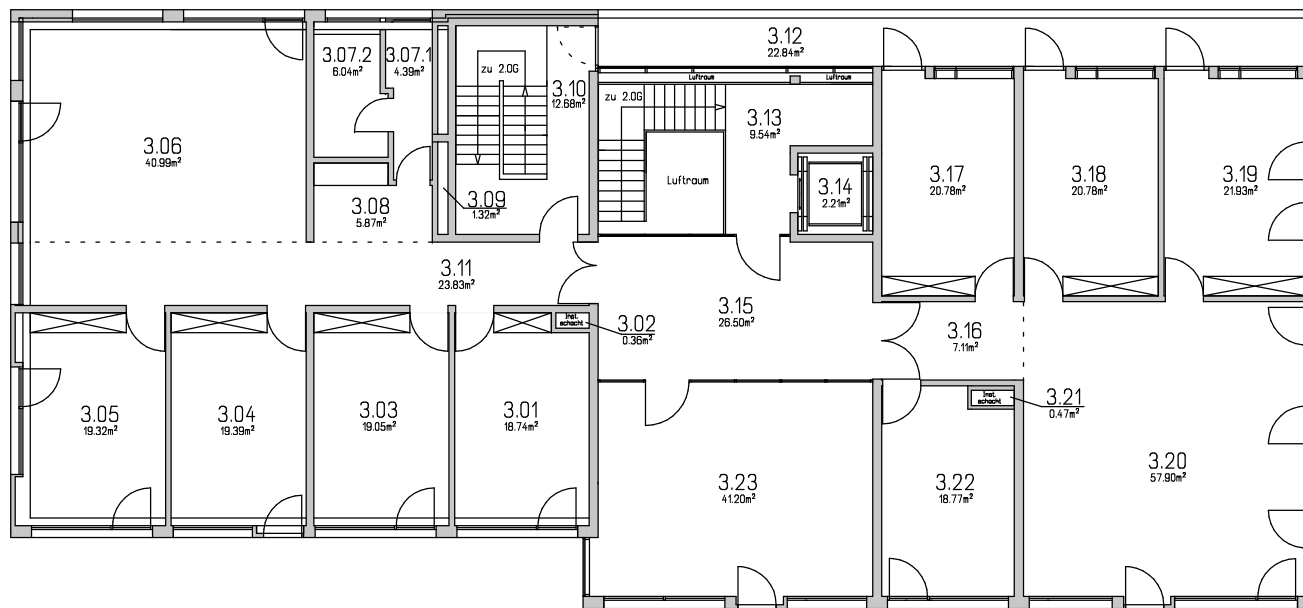 3.12
22.84m²
3.07.2
6.04m²
3.07.1
4.39m²
zu 2.OG
3.10
12.68m²
Luftraum
Luftraum
zu 2.OG
3.13
9.54m²
3.06
40.99m²
Luftraum
3.14
2.21m²
3.17
20.78m²
3.18
20.78m²
3.19
21.93m²
3.08
5.87m²
3.09
1.32m²
3.11
23.83m²
3.15
26.50m²
3.02
0.36m²
Inst.
schacht
3.16
7.11m²
3.05
19.32m²
3.04
19.39m²
3.03
19.05m²
3.01
18.74m²
Inst.
schacht
3.21
0.47m²
3.23
41.20m²
3.22
18.77m²
3.20
57.90m²